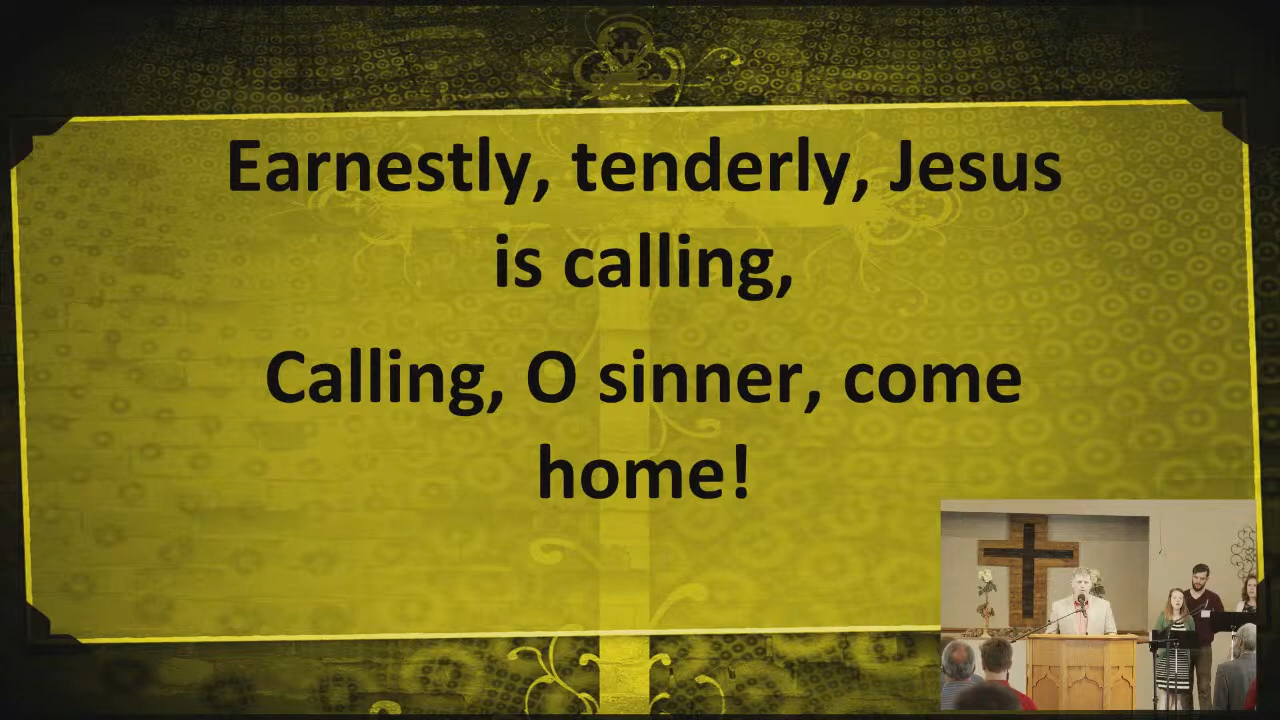 Earnestly, tenderly, Jesus
is calling,
Calling, O sinner, come
home!